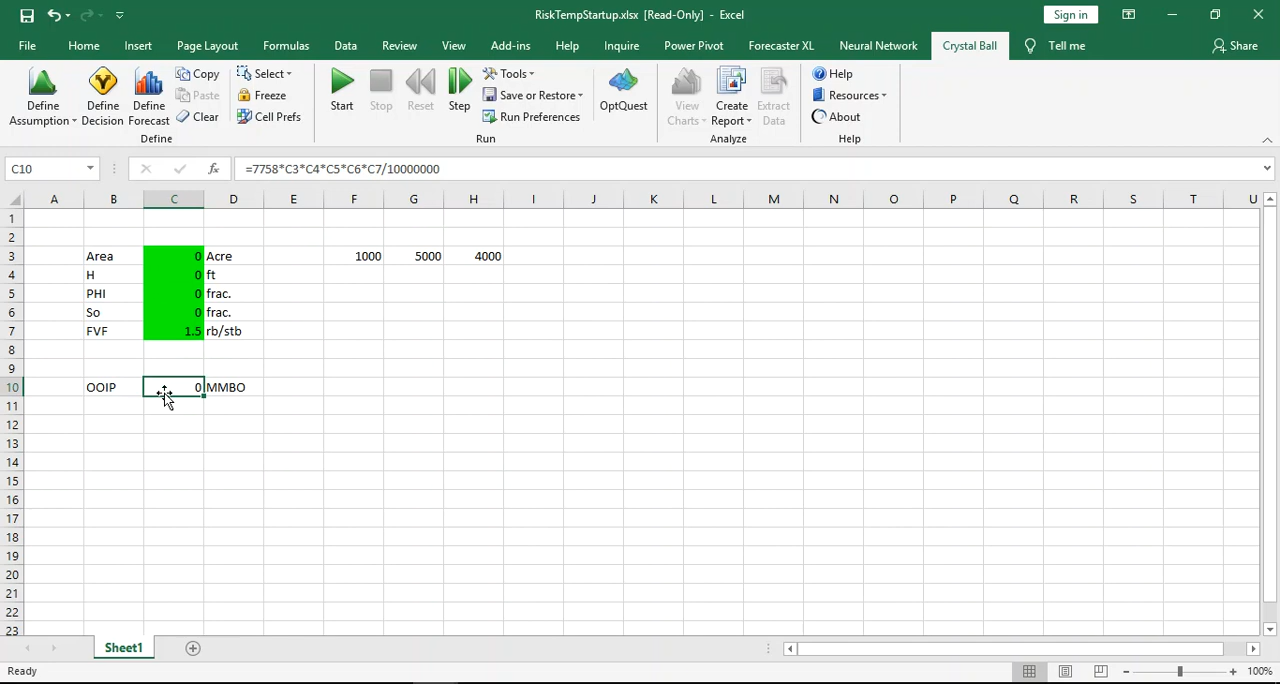 RiskTempStartup.xlsx [Read-Only] - Excel
Sign in
File Home Insert Page Layout Formulas Data Review View Add-ins Help Inquire Power Pivot Forecaster XL Neural Network Crystal Ball Tell me Share
Define Assumption
Define Decision
Define Forecast
Copy
Paste
Clear
Select
Freeze
Cell Prefs
Define
Start
Stop
Reset
Step
Tools
Save or Restore
Run Preferences
Run
OptQuest
View Charts
Create Report
Extract Data
Analyze
Help
Resources
About
Help
C10 fx =7758*C3*C4*C5*C6*C7/10000000
A B C D E F G H I J K L M N O P Q R S T U
1
2
3 Area 0 Acre 1000 5000 4000
4 H 0 ft
5 PHI 0 frac.
6 So 0 frac.
7 FVF 1.5 rb/stb
8
9
10 OOIP 0 MMBO
11
12
13
14
15
16
17
18
19
20
21
22
23
Sheet1
Ready 100%